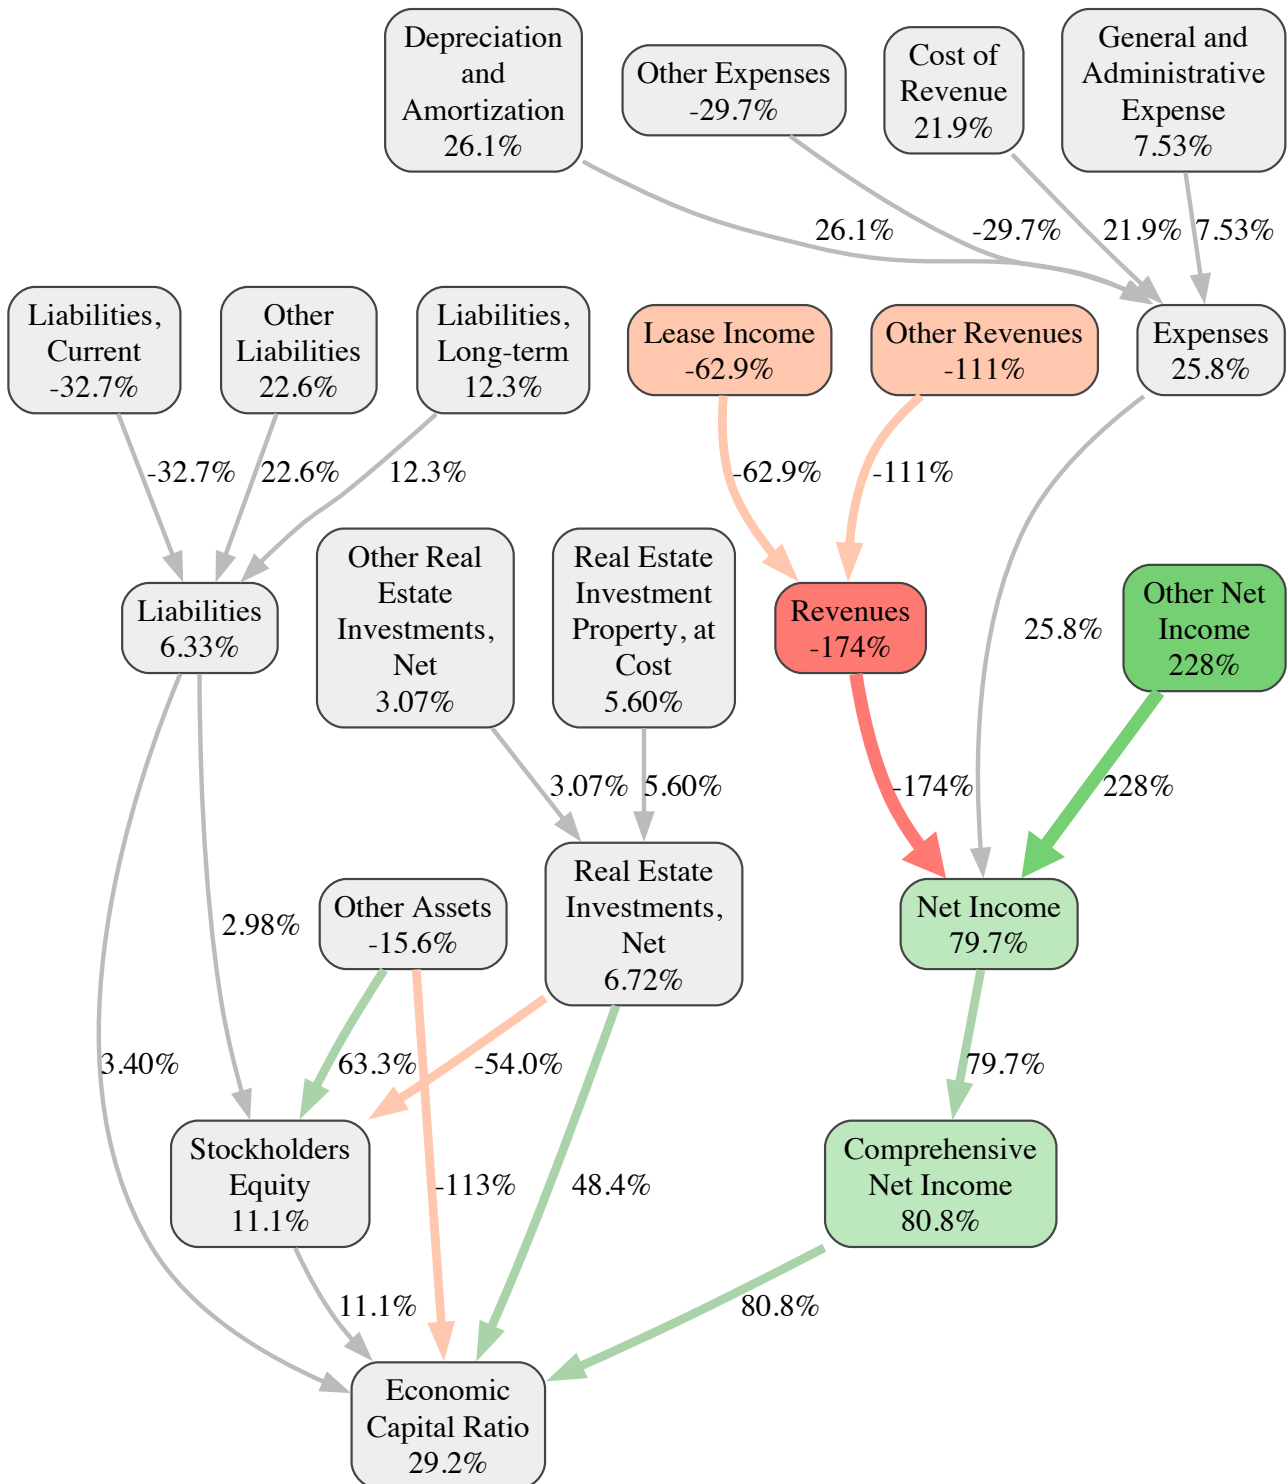 Depreciation
and
Amortization
26.1%
Other Expenses
-29.7%
Cost of
Revenue
21.9%
General and
Administrative
Expense
7.53%
26.1%
-29.7%
21.9%
7.53%
Liabilities,
Current
-32.7%
Other
Liabilities
22.6%
Liabilities,
Long-term
12.3%
Lease Income
-62.9%
Other Revenues
-111%
Expenses
25.8%
-32.7%
22.6%
12.3%
-62.9%
-111%
Liabilities
6.33%
Other Real
Estate
Investments,
Net
3.07%
Real Estate
Investment
Property, at
Cost
5.60%
Revenues
-174%
25.8%
Other Net
Income
228%
3.07%
5.60%
-174%
228%
2.98%
Other Assets
-15.6%
Real Estate
Investments,
Net
6.72%
Net Income
79.7%
3.40%
63.3%
-54.0%
79.7%
Stockholders
Equity
11.1%
-113%
48.4%
Comprehensive
Net Income
80.8%
11.1%
80.8%
Economic
Capital Ratio
29.2%